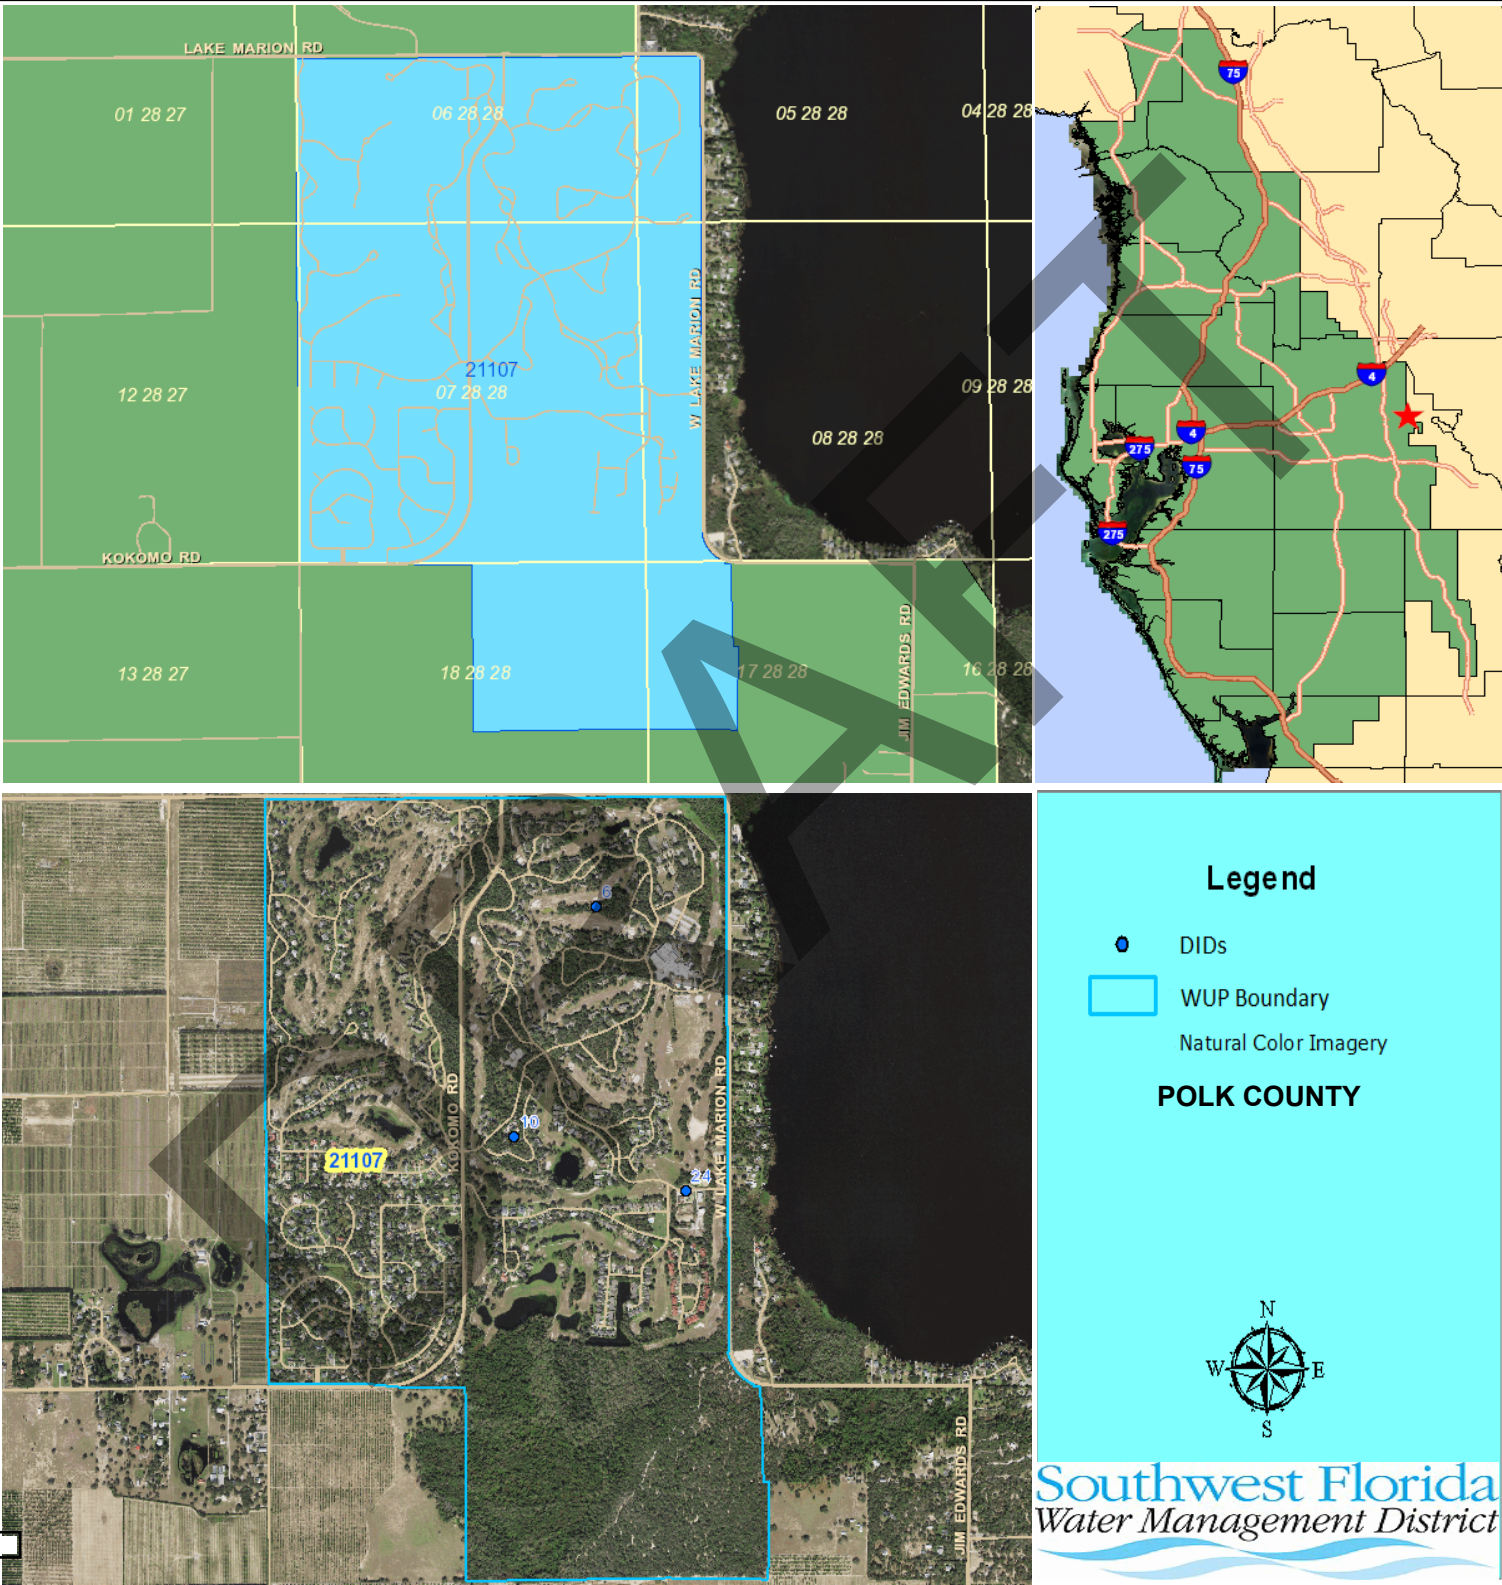 LAKE MARION RD
01 28 27
06 28 28
05 28 28
04 28 28
W LAKE MARION RD
21107
12 28 27
07 28 28
09 28 28
08 28 28
KOKOMO RD
13 28 27
18 28 28
17 28 28
16 28 28
JIM EDWARDS RD
75
4
4
275
75
275
DRAFT
6
10
24
KOKOMO RD
21107
W LAKE MARION RD
JIM EDWARDS RD
Legend
DIDs
WUP Boundary
Natural Color Imagery
POLK COUNTY
N
W E
S
Southwest Florida
Water Management District